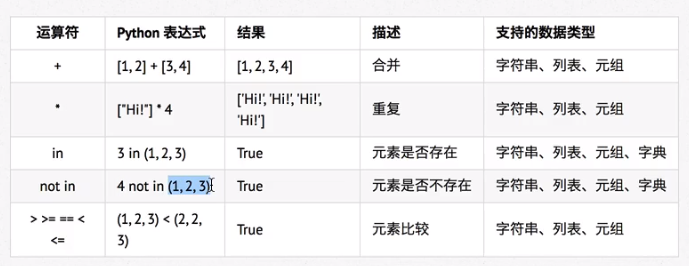 运算符 Python 表达式 结果 描述 支持的数据类型
+ [1, 2] + [3, 4] [1, 2, 3, 4] 合并 字符串、列表、元组
* ["Hi!"] * 4 ['Hi!', 'Hi!', 'Hi!', 'Hi!'] 重复 字符串、列表、元组
in 3 in (1, 2, 3) True 元素是否存在 字符串、列表、元组、字典
not in 4 not in (1, 2, 3) True 元素是否不存在 字符串、列表、元组、字典
> >= == < <= (1, 2, 3) < (2, 2, 3) True 元素比较 字符串、列表、元组